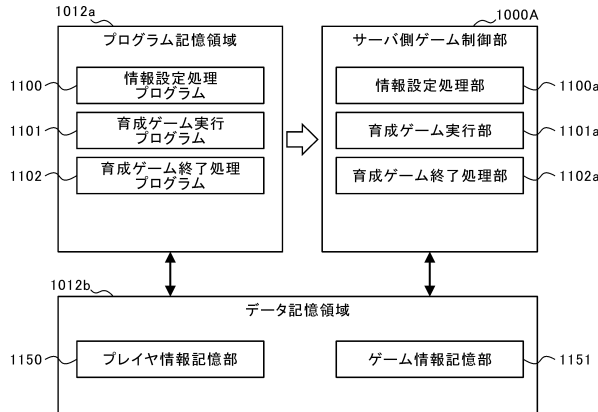 1012a
1000A
プログラム記憶領域
サーバ側ゲーム制御部
1100
情報設定処理
プログラム
情報設定処理部
1100a
1101
育成ゲーム実行
プログラム
育成ゲーム実行部
1101a
1102
育成ゲーム終了処理
プログラム
育成ゲーム終了処理部
1102a
1012b
データ記憶領域
1150
プレイヤ情報記憶部
ゲーム情報記憶部
1151